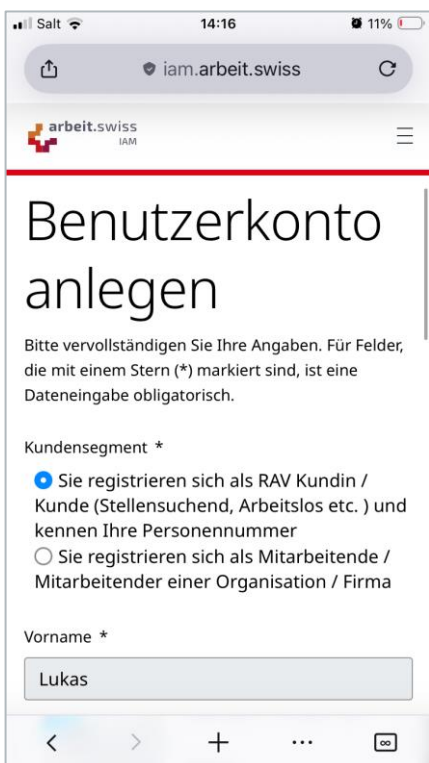 Salt 14:16 11%
iam.arbeit.swiss
arbeit.swiss
IAM
Benutzerkonto
anlegen
Bitte vervollständigen Sie Ihre Angaben. Für Felder,
die mit einem Stern (*) markiert sind, ist eine
Dateneingabe obligatorisch.
Kundensegment *
Sie registrieren sich als RAV Kundin /
Kunde (Stellensuchend, Arbeitslos etc. ) und
kennen Ihre Personennummer
Sie registrieren sich als Mitarbeitende /
Mitarbeitender einer Organisation / Firma
Vorname *
Lukas